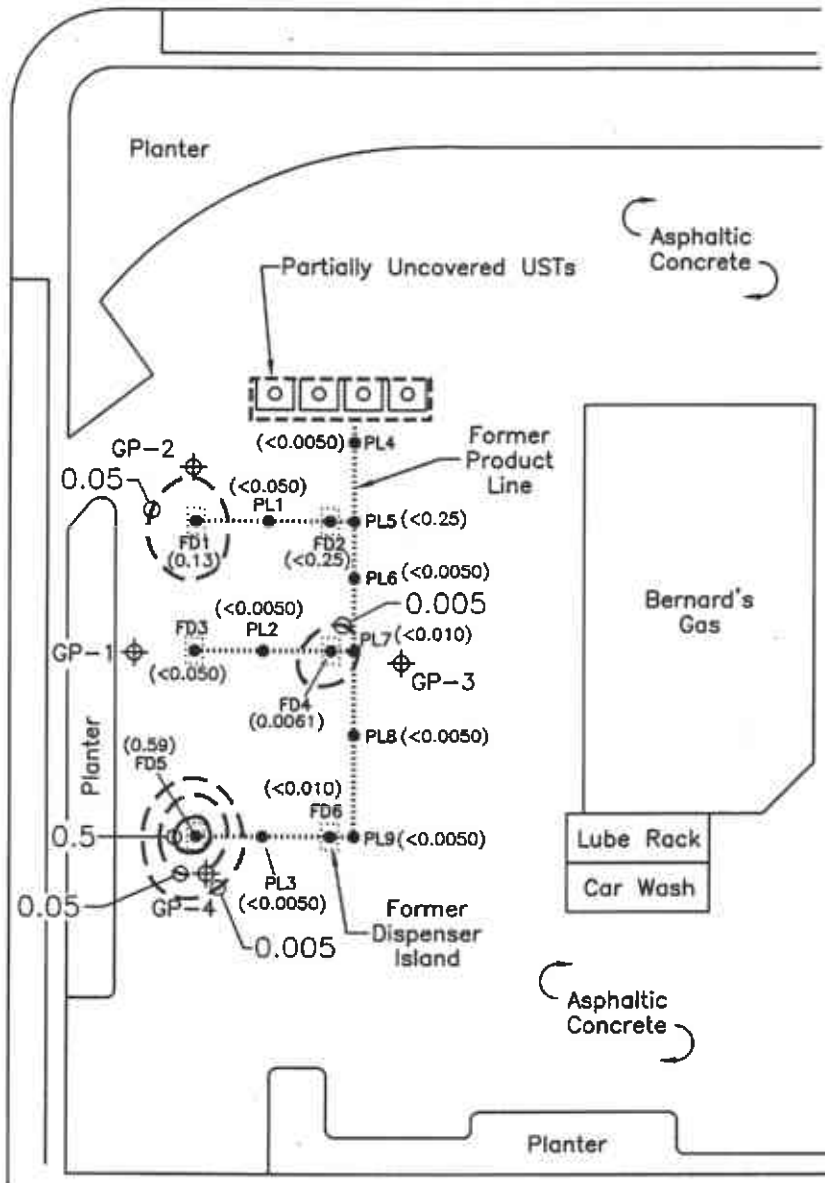 Planter
Asphaltic
Concrete
Partially Uncovered USTs
(<0.0050)
PL4
Former
Product
Line
GP-2
0.05
(<0.050)
PL1
FD1
(0.13)
FD2
(<0.25)
PL5 (<0.25)
PL6 (<0.0050)
0.005
(<0.0050)
PL2
FD3
(<0.050)
GP-1
PL7 (<0.010)
GP-3
FD4
(0.0061)
Bernard's
Gas
PL8 (<0.0050)
Planter
(0.59)
FD5
(<0.010)
FD6
PL9 (<0.0050)
0.5
0.05
GP-4
0.005
PL3
(<0.0050)
Former
Dispenser
Island
Lube Rack
Car Wash
Asphaltic
Concrete
Planter